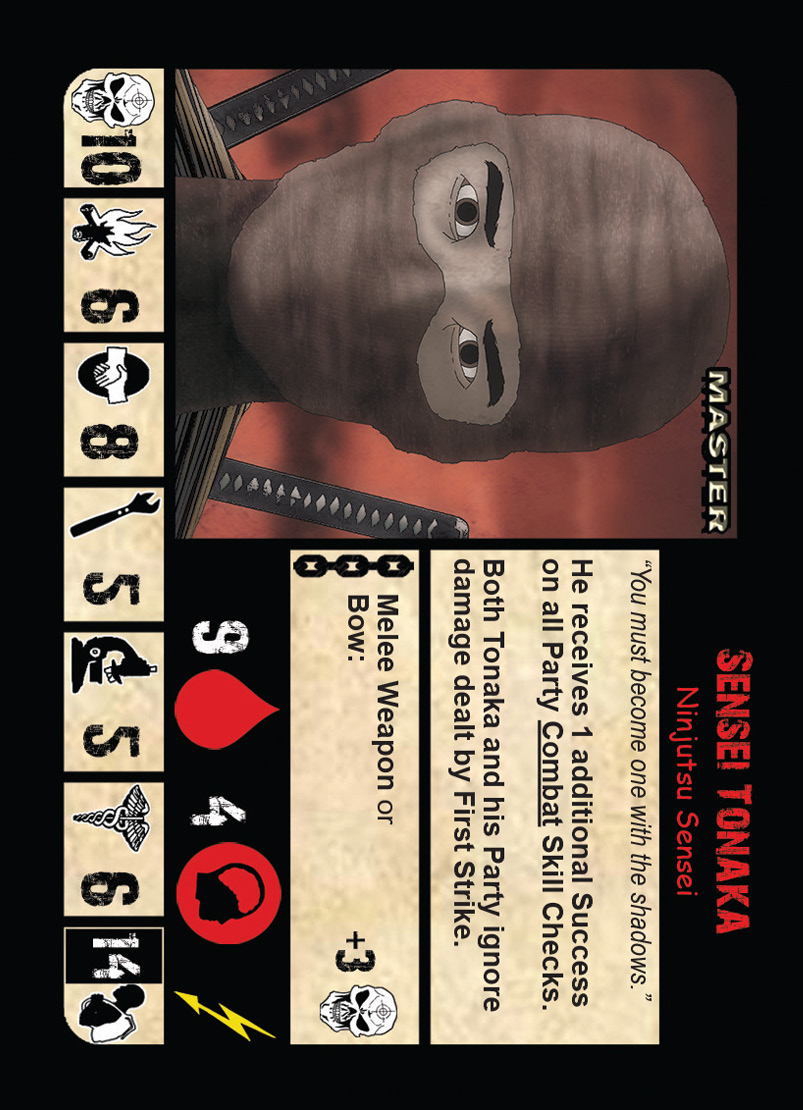 SENSEI TONAKA
Ninjutsu Sensei
MASTER
“You must become one with the shadows.”
He receives 1 additional Success
on all Party Combat Skill Checks.
Both Tonaka and his Party ignore
damage dealt by First Strike.
Melee Weapon or
Bow:
+3
9
4
10
6
8
5
5
6
14